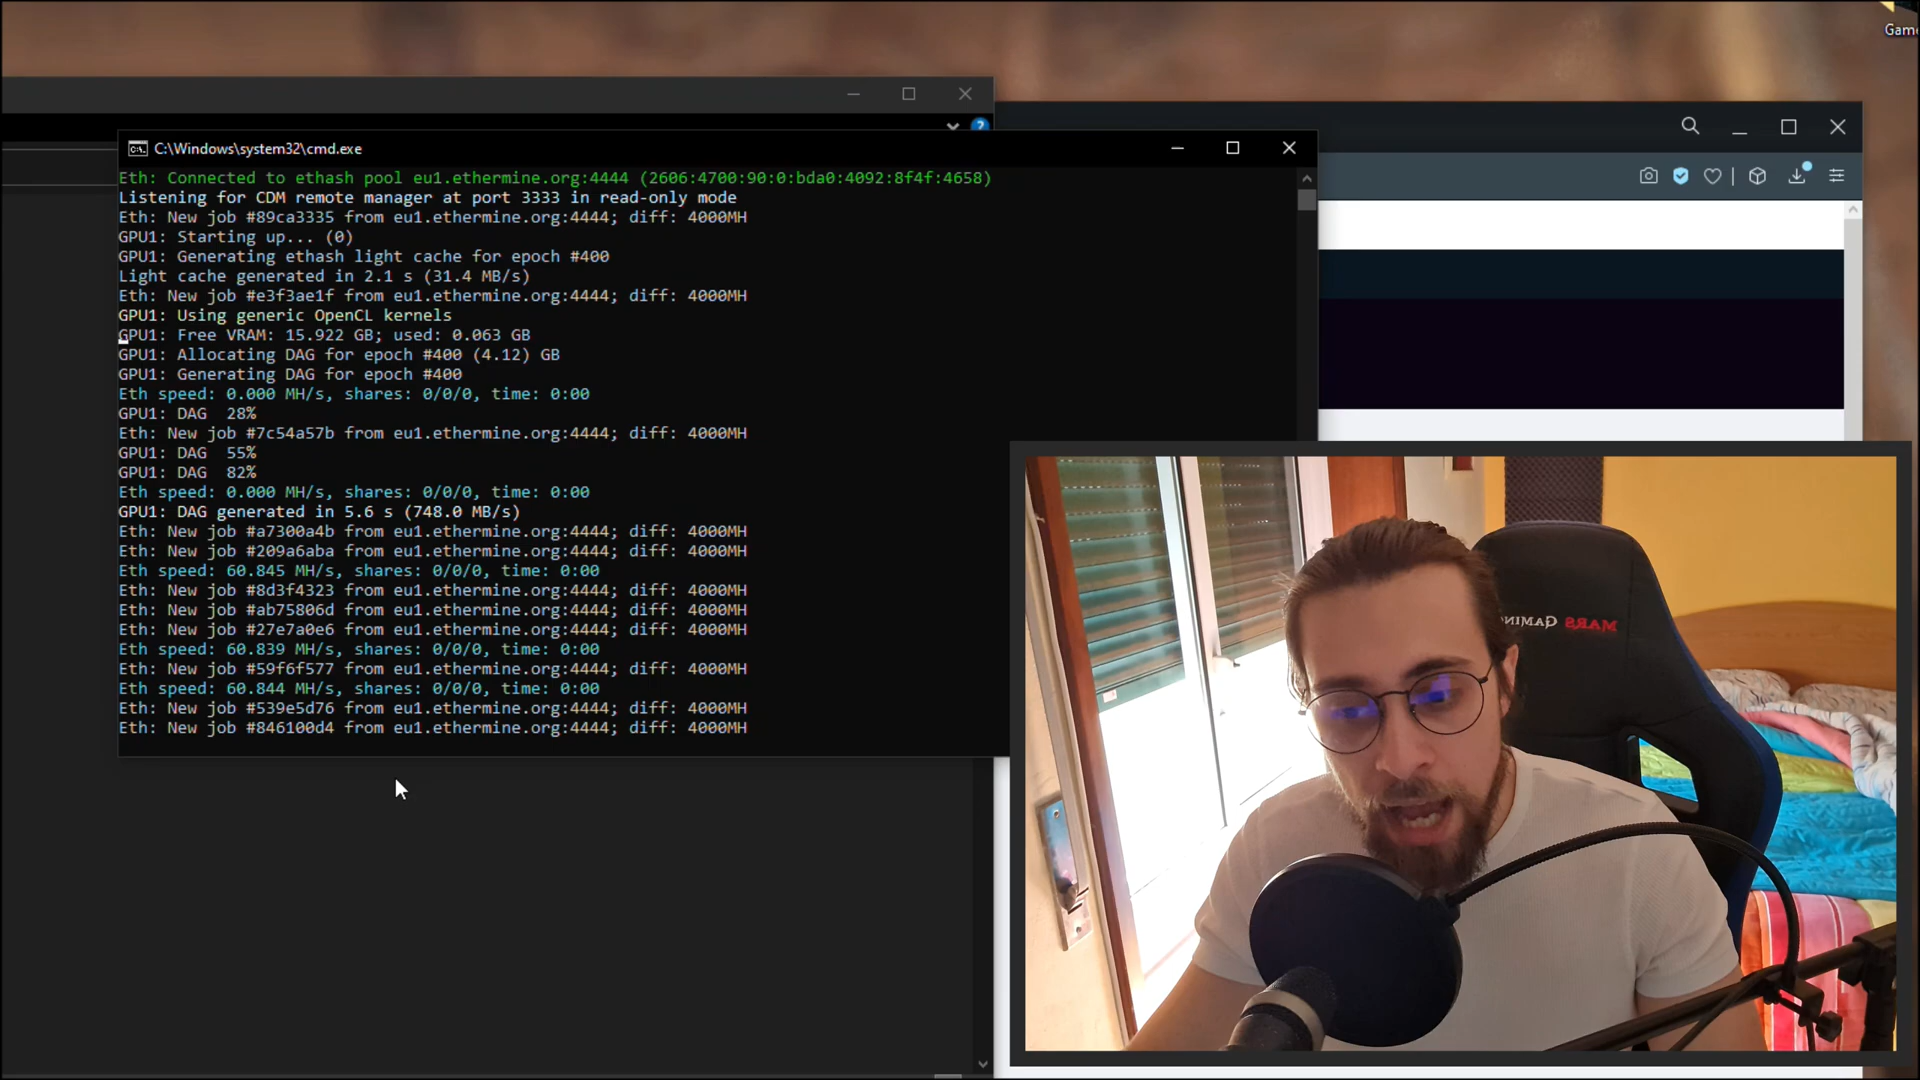 Game
C:\Windows\system32\cmd.exe
Eth: Connected to ethash pool eu1.ethermine.org:4444 (2606:4700:90:0:bda0:4092:8f4f:4658)
Listening for CDM remote manager at port 3333 in read-only mode
Eth: New job #89ca3335 from eu1.ethermine.org:4444; diff: 4000MH
GPU1: Starting up... (0)
GPU1: Generating ethash light cache for epoch #400
Light cache generated in 2.1 s (31.4 MB/s)
Eth: New job #e3f3ae1f from eu1.ethermine.org:4444; diff: 4000MH
GPU1: Using generic OpenCL kernels
GPU1: Free VRAM: 15.922 GB; used: 0.063 GB
GPU1: Allocating DAG for epoch #400 (4.12) GB
GPU1: Generating DAG for epoch #400
Eth speed: 0.000 MH/s, shares: 0/0/0, time: 0:00
GPU1: DAG  28%
Eth: New job #7c54a57b from eu1.ethermine.org:4444; diff: 4000MH
GPU1: DAG  55%
GPU1: DAG  82%
Eth speed: 0.000 MH/s, shares: 0/0/0, time: 0:00
GPU1: DAG generated in 5.6 s (748.0 MB/s)
Eth: New job #a7300a4b from eu1.ethermine.org:4444; diff: 4000MH
Eth: New job #209a6aba from eu1.ethermine.org:4444; diff: 4000MH
Eth speed: 60.845 MH/s, shares: 0/0/0, time: 0:00
Eth: New job #8d3f4323 from eu1.ethermine.org:4444; diff: 4000MH
Eth: New job #ab75806d from eu1.ethermine.org:4444; diff: 4000MH
Eth: New job #27e7a0e6 from eu1.ethermine.org:4444; diff: 4000MH
Eth speed: 60.839 MH/s, shares: 0/0/0, time: 0:00
Eth: New job #59f6f577 from eu1.ethermine.org:4444; diff: 4000MH
Eth speed: 60.844 MH/s, shares: 0/0/0, time: 0:00
Eth: New job #539e5d76 from eu1.ethermine.org:4444; diff: 4000MH
Eth: New job #846100d4 from eu1.ethermine.org:4444; diff: 4000MH
MARS GAMING